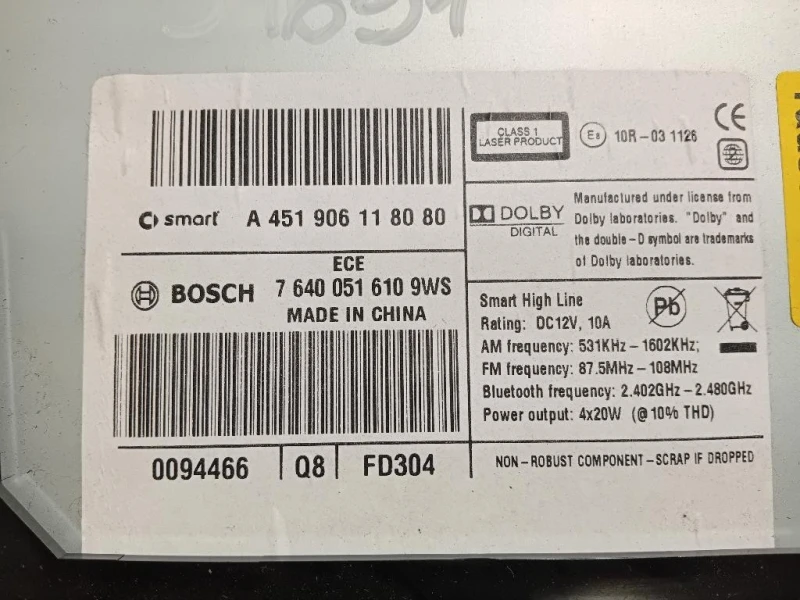 smart A 451 906 11 80 80
ECE
BOSCH 7 640 051 610 9WS
MADE IN CHINA
0094466 Q8 FD304
CLASS 1
LASER PRODUCT
E8 10R-03 1126
CE
DOLBY
DIGITAL
Manufactured under license from
Dolby laboratories. "Dolby" and
the double-D symbol are trademarks
of Dolby laboratories.
Smart High Line
Pb
Rating: DC12V, 10A
AM frequency: 531KHz-1602KHz;
FM frequency: 87.5MHz-108MHz
Bluetooth frequency: 2.402GHz-2.480GHz
Power output: 4x20W (@10% THD)
NON-ROBUST COMPONENT-SCRAP IF DROPPED